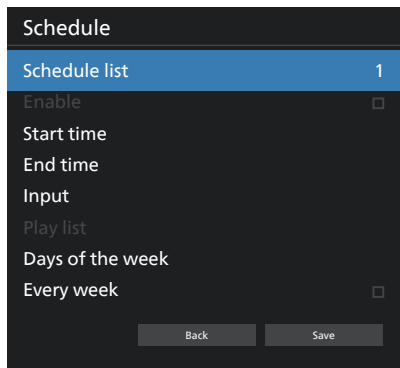 Schedule
Schedule list 1
Enable
Start time
End time
Input
Play list
Days of the week
Every week
Back Save